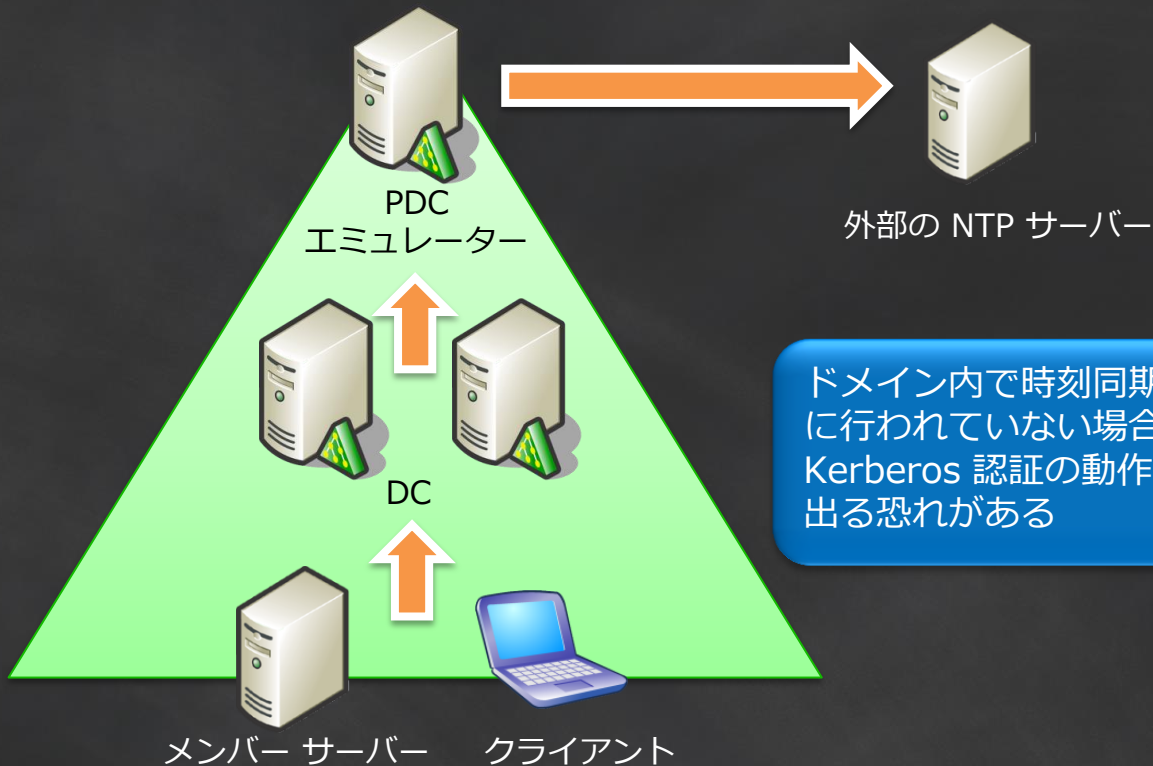 PDC
エミュレーター
外部の NTP サーバー
DC
ドメイン内で時刻同期
に行われていない場合
Kerberos 認証の動作
出る恐れがある
メンバー サーバー
クライアント